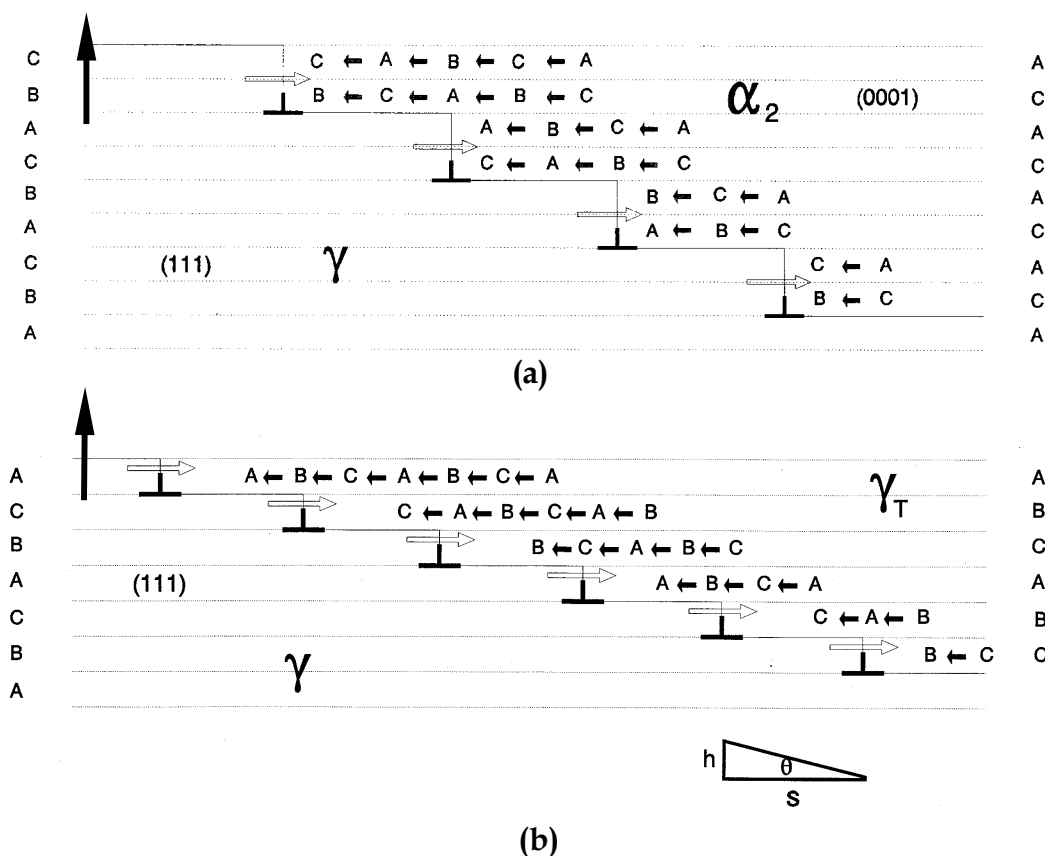 C C A B C A A
α2 (0001)
B B C A B C C
A A B C A A
C C A B C C
B B C A A
A A B C C
C (111) γ C A A
B B C C
A A
(a)
A A B C A B C A γT A
C C A B C A B B
B B C A B C C
A (111) A B C A A
C C A B B
B γ B C C
A
h θ
s
(b)